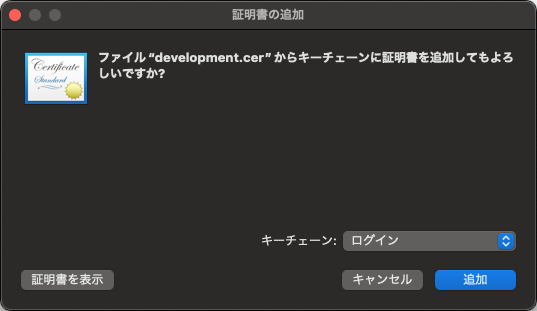 証明書の追加
Certificate
Standard
ファイル “development.cer” からキーチェーンに証明書を追加してもよろ
しいですか?
キーチェーン: ログイン
証明書を表示 キャンセル 追加